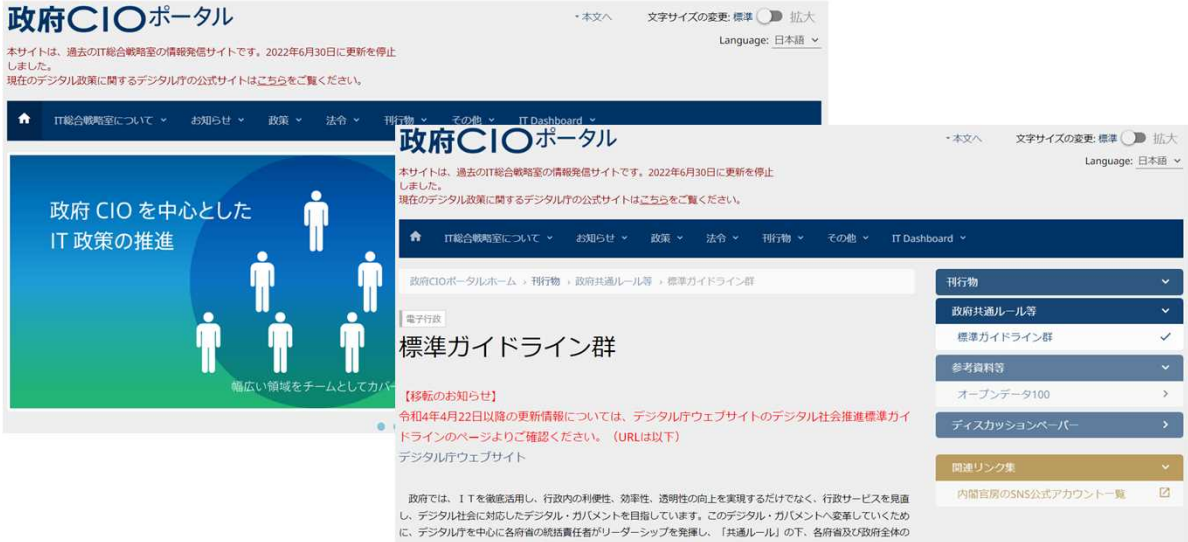 政府CIOポータル
・本文へ 文字サイズの変更: 標準 拡大
Language: 日本語
本サイトは、過去のIT総合戦略室の情報発信サイトです。2022年6月30日に更新を停止
しました。
現在のデジタル政策に関するデジタル庁の公式サイトはこちらをご覧ください。
IT総合戦略室について お知らせ 政策 法令 刊行物 その他 IT Dashboard
政府 CIO を中心とした
IT 政策の推進
幅広い領域をチームとしてカバー
政府CIOポータル
・本文へ 文字サイズの変更: 標準 拡大
Language: 日本語
本サイトは、過去のIT総合戦略室の情報発信サイトです。2022年6月30日に更新を停止
しました。
現在のデジタル政策に関するデジタル庁の公式サイトはこちらをご覧ください。
IT総合戦略室について お知らせ 政策 法令 刊行物 その他 IT Dashboard
政府CIOポータルホーム › 刊行物 › 政府共通ルール等 › 標準ガイドライン群
電子行政
標準ガイドライン群
【移転のお知らせ】
令和4年4月22日以降の更新情報については、デジタル庁ウェブサイトのデジタル社会推進標準ガイ
ドラインのページよりご確認ください。（URLは以下）
デジタル庁ウェブサイト
政府では、ＩＴを徹底活用し、行政内の利便性、効率性、透明性の向上を実現するだけでなく、行政サービスを見直
し、デジタル社会に対応したデジタル・ガバメントを目指しています。このデジタル・ガバメントへ変革していくため
に、デジタル庁を中心に各府省の統括責任者がリーダーシップを発揮し、「共通ルール」の下、各府省及び政府全体の
刊行物
政府共通ルール等
標準ガイドライン群
参考資料等
オープンデータ100
ディスカッションペーパー
関連リンク集
内閣官房のSNS公式アカウント一覧